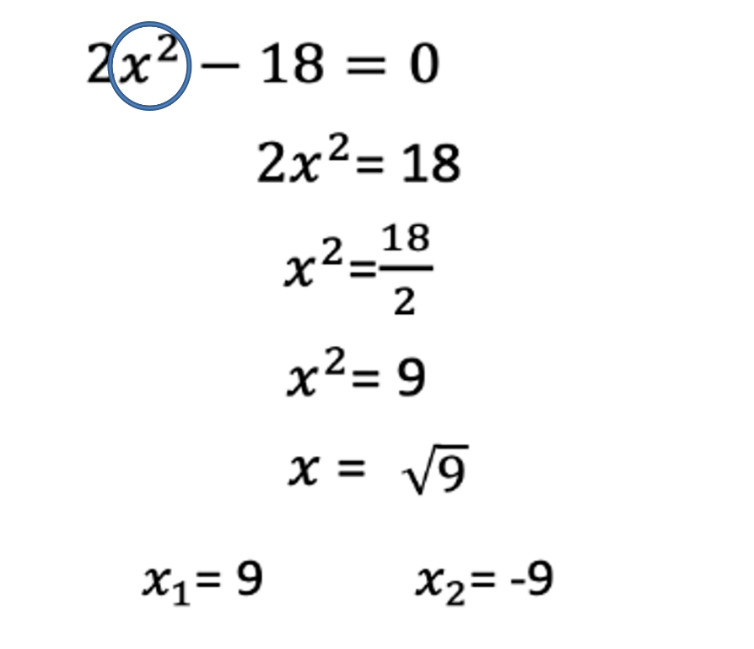 2x² − 18 = 0
2x²= 18
x²=18/2
x²= 9
x = √9
x₁= 9 x₂= -9